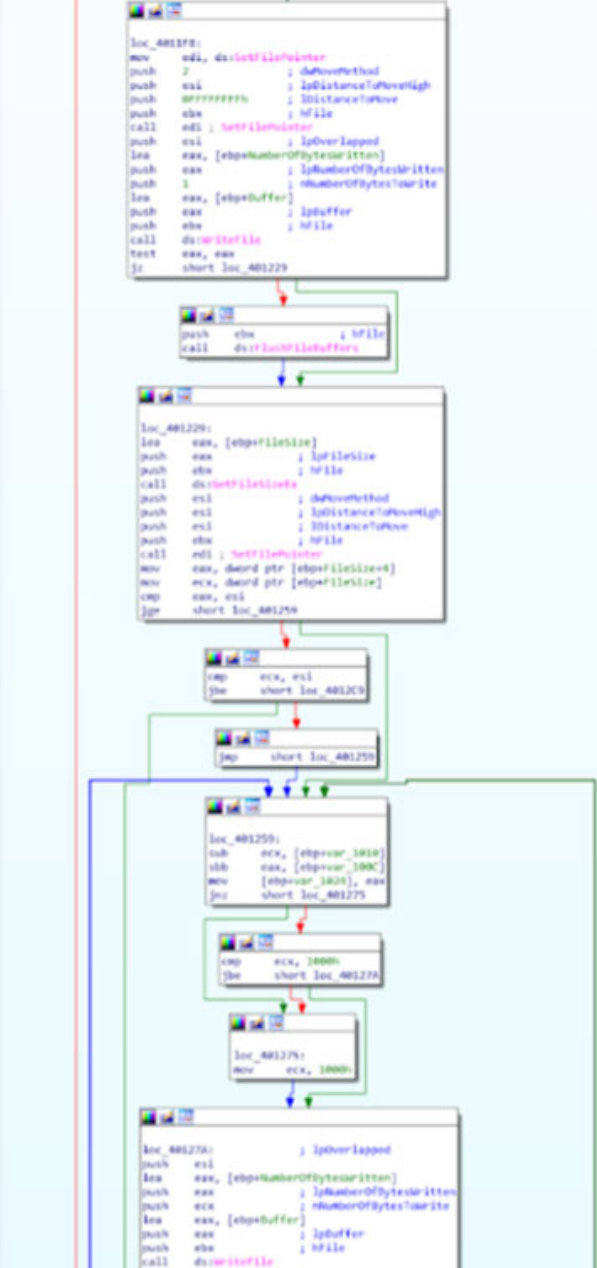 loc_4011F8:
mov edi, ds:SetFilePointer
push 2 ; dwMoveMethod
push esi ; lpDistanceToMoveHigh
push 0FFFFFFFFh ; lDistanceToMove
push ebx ; hFile
call edi ; SetFilePointer
push esi ; lpOverlapped
lea eax, [ebp+NumberOfBytesWritten]
push eax ; lpNumberOfBytesWritten
push 1 ; nNumberOfBytesToWrite
lea eax, [ebp+Buffer]
push eax ; lpBuffer
push ebx ; hFile
call ds:WriteFile
test eax, eax
jz short loc_401229
push ebx ; hFile
call ds:FlushFileBuffers
loc_401229:
lea eax, [ebp+FileSize]
push eax ; lpFileSize
push ebx ; hFile
call ds:GetFileSizeEx
push esi ; dwMoveMethod
push esi ; lpDistanceToMoveHigh
push esi ; lDistanceToMove
push ebx ; hFile
call edi ; SetFilePointer
mov eax, dword ptr [ebp+FileSize+4]
mov ecx, dword ptr [ebp+FileSize]
cmp eax, esi
jge short loc_401259
cmp ecx, esi
jbe short loc_4012C9
jmp short loc_401259
loc_401259:
sub ecx, [ebp+var_1010]
sbb eax, [ebp+var_100C]
mov [ebp+var_1024], eax
jnz short loc_401275
cmp ecx, 1000h
jbe short loc_40127A
loc_401275:
mov ecx, 1000h
loc_40127A: ; lpOverlapped
push esi
lea eax, [ebp+NumberOfBytesWritten]
push eax ; lpNumberOfBytesWritten
push ecx ; nNumberOfBytesToWrite
lea eax, [ebp+Buffer]
push eax ; lpBuffer
push ebx ; hFile
call ds:WriteFile